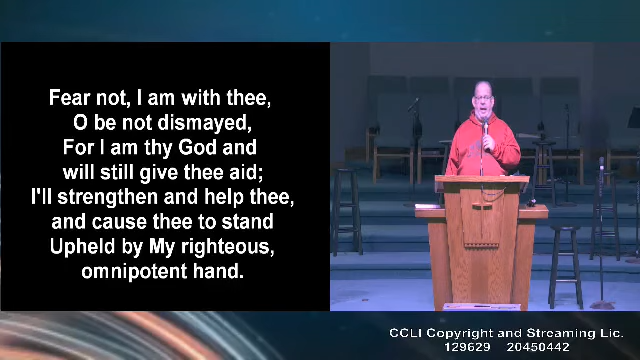 Fear not, I am with thee,
O be not dismayed,
For I am thy God and
will still give thee aid;
I'll strengthen and help thee,
and cause thee to stand
Upheld by My righteous,
omnipotent hand.
CCLI Copyright and Streaming Lic.
129629 20450442